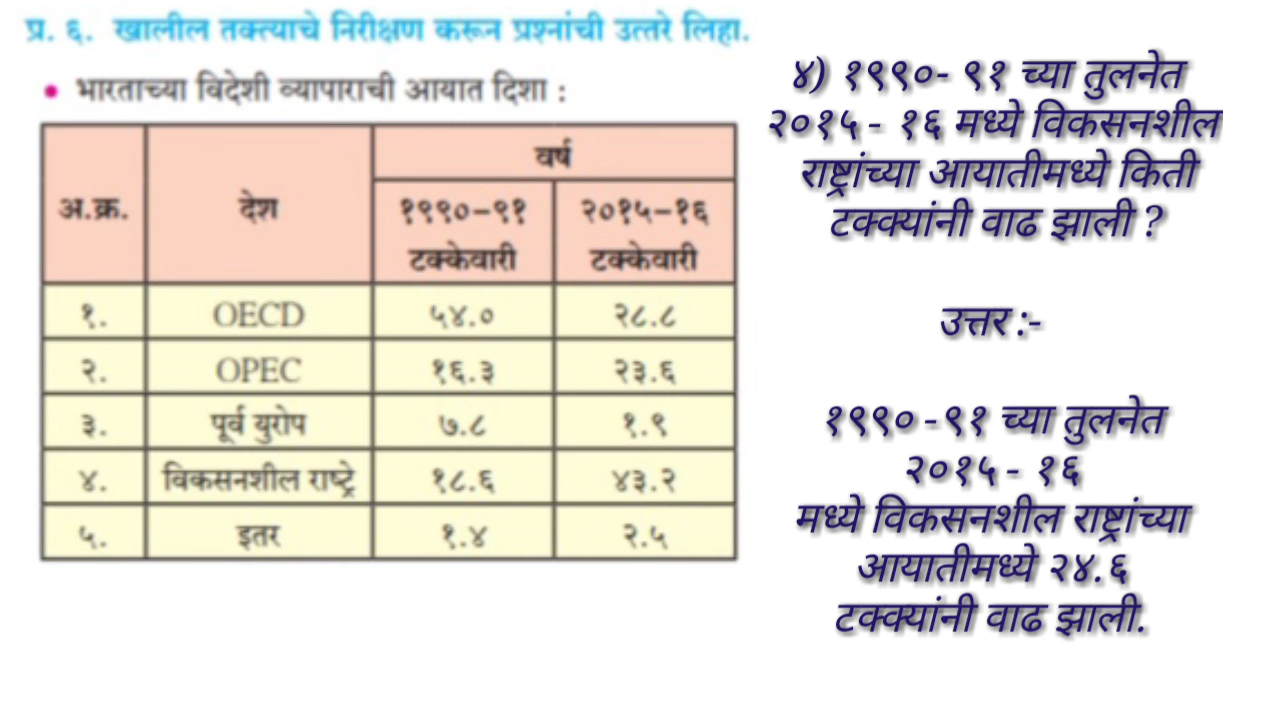 प्र. ६. खालील तक्त्याचे निरीक्षण करून प्रश्नांची उत्तरे लिहा.
• भारताच्या विदेशी व्यापाराची आयात दिशा :
अ.क्र. देश वर्ष
१९९०–९१ २०१५–१६
टक्केवारी टक्केवारी
१. OECD ५४.० २८.८
२. OPEC १६.३ २३.६
३. पूर्व युरोप ७.८ १.९
४. विकसनशील राष्ट्रे १८.६ ४३.२
५. इतर १.४ २.५
४) १९९०- ९१ च्या तुलनेत
२०१५ - १६ मध्ये विकसनशील
राष्ट्रांच्या आयातीमध्ये किती
टक्क्यांनी वाढ झाली ?
उत्तर :-
१९९० -९१ च्या तुलनेत
२०१५ - १६
मध्ये विकसनशील राष्ट्रांच्या
आयातीमध्ये २४.६
टक्क्यांनी वाढ झाली.